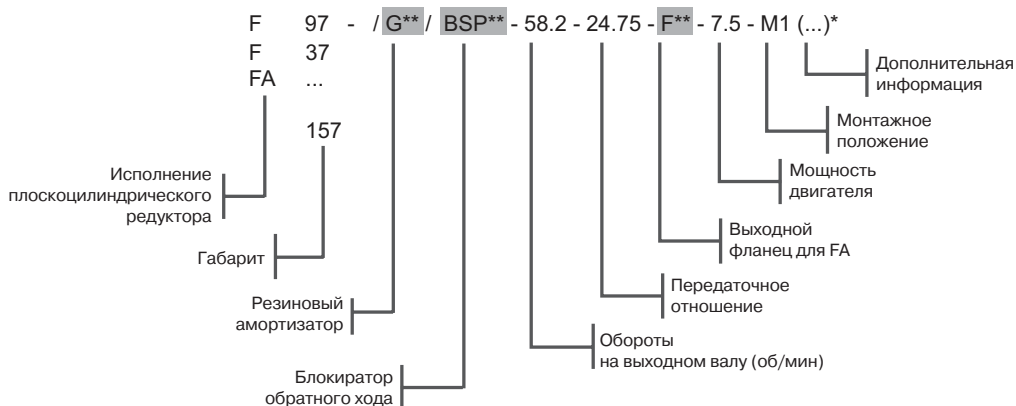 F 97 - / G** / BSP** - 58.2 - 24.75 - F** - 7.5 - M1 (...)*
F 37
FA ...
157
Дополнительная
информация
Монтажное
положение
Мощность
двигателя
Выходной
фланец для FA
Передаточное
отношение
Обороты
на выходном валу (об/мин)
Исполнение
плоскоцилиндрического
редуктора
Габарит
Резиновый
амортизатор
Блокиратор
обратного хода